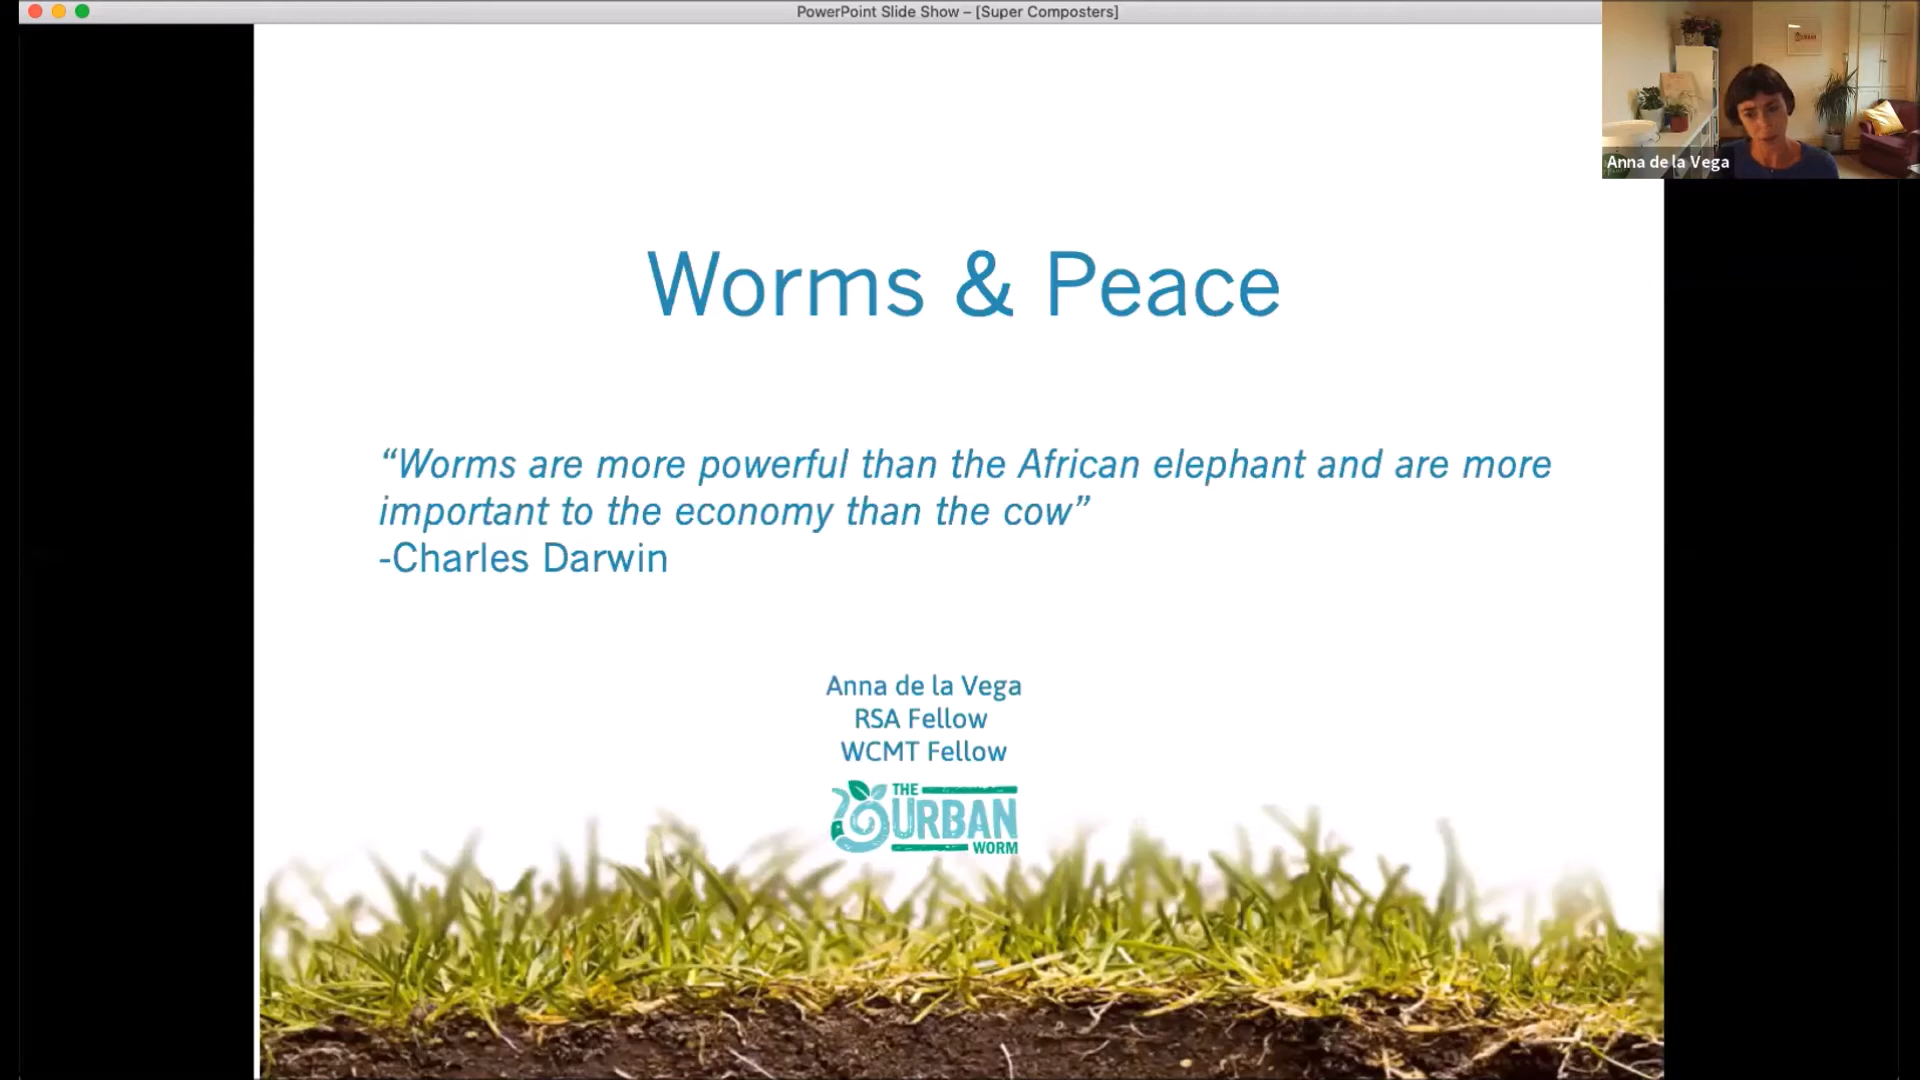 PowerPoint Slide Show – [Super Composters]
URBAN
Anna de la Vega
Worms & Peace
“Worms are more powerful than the African elephant and are more
important to the economy than the cow”
-Charles Darwin
Anna de la Vega
RSA Fellow
WCMT Fellow
THE
URBAN
WORM